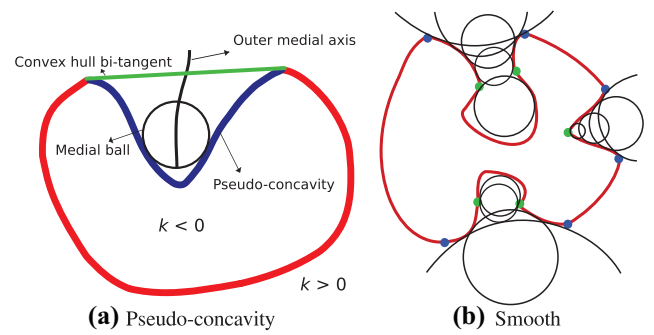 Outer medial axis
Convex hull bi-tangent
Medial ball
Pseudo-concavity
k < 0
k > 0
(a) Pseudo-concavity
(b) Smooth